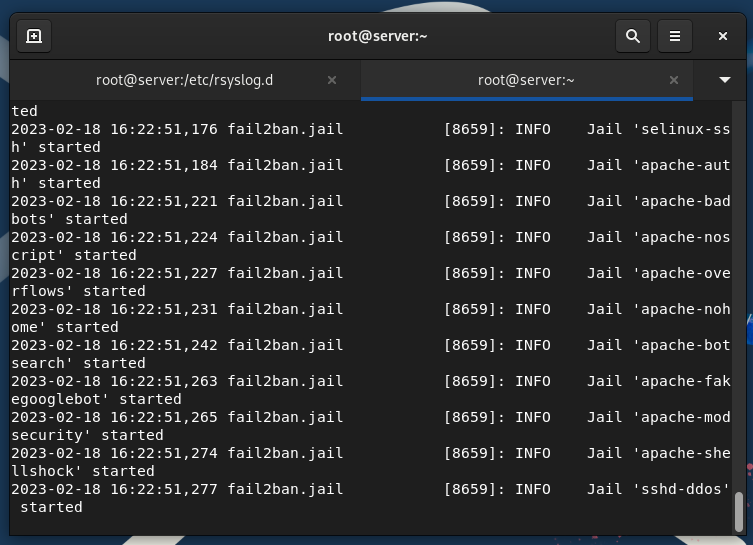 root@server:~
root@server:/etc/rsyslog.d
root@server:~
ted
2023-02-18 16:22:51,176 fail2ban.jail           [8659]: INFO    Jail 'selinux-ss
h' started
2023-02-18 16:22:51,184 fail2ban.jail           [8659]: INFO    Jail 'apache-aut
h' started
2023-02-18 16:22:51,221 fail2ban.jail           [8659]: INFO    Jail 'apache-bad
bots' started
2023-02-18 16:22:51,224 fail2ban.jail           [8659]: INFO    Jail 'apache-nos
cript' started
2023-02-18 16:22:51,227 fail2ban.jail           [8659]: INFO    Jail 'apache-ove
rflows' started
2023-02-18 16:22:51,231 fail2ban.jail           [8659]: INFO    Jail 'apache-noh
ome' started
2023-02-18 16:22:51,242 fail2ban.jail           [8659]: INFO    Jail 'apache-bot
search' started
2023-02-18 16:22:51,263 fail2ban.jail           [8659]: INFO    Jail 'apache-fak
egooglebot' started
2023-02-18 16:22:51,265 fail2ban.jail           [8659]: INFO    Jail 'apache-mod
security' started
2023-02-18 16:22:51,274 fail2ban.jail           [8659]: INFO    Jail 'apache-she
llshock' started
2023-02-18 16:22:51,277 fail2ban.jail           [8659]: INFO    Jail 'sshd-ddos'
 started